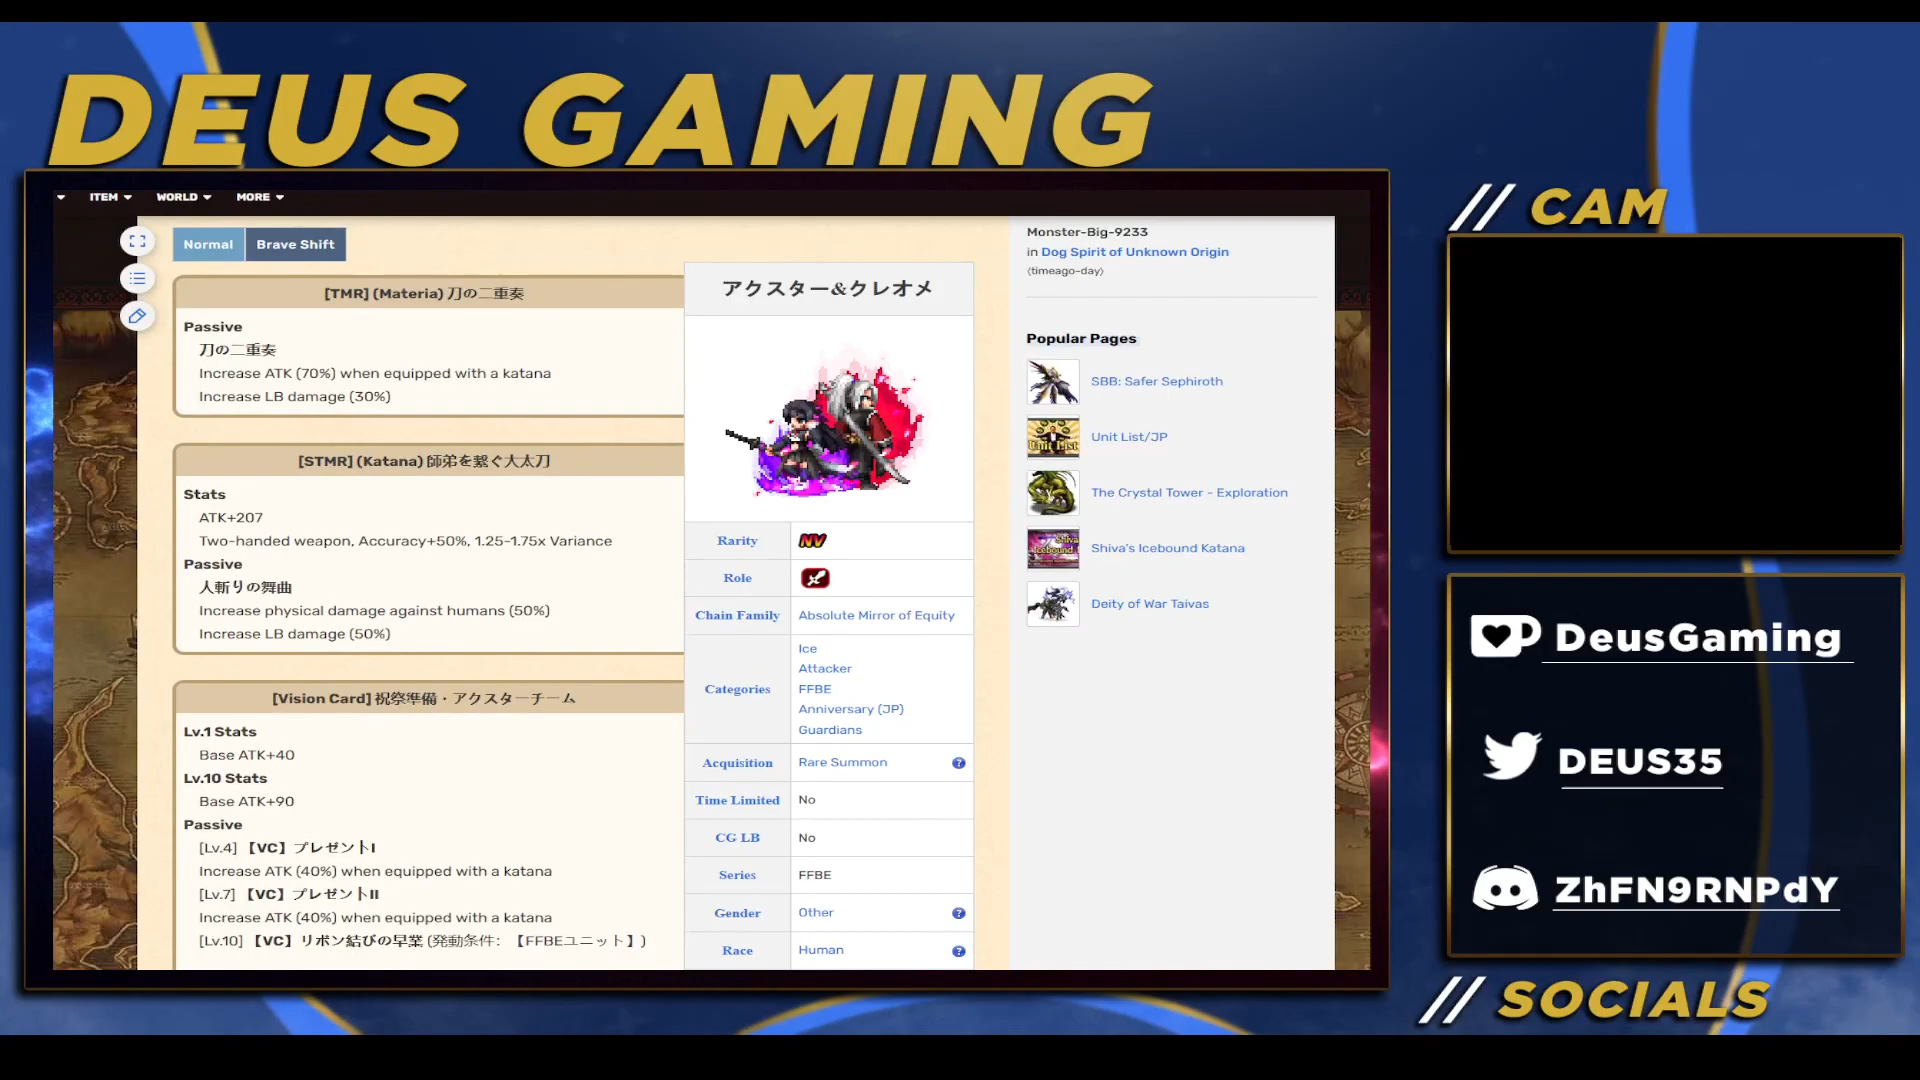 DEUS GAMING
ITEM
WORLD
MORE
Normal
Brave Shift
[TMR] (Materia) 刀の二重奏
Passive
刀の二重奏
Increase ATK (70%) when equipped with a katana
Increase LB damage (30%)
[STMR] (Katana) 師弟を繋ぐ大太刀
Stats
ATK+207
Two-handed weapon, Accuracy+50%, 1.25-1.75x Variance
Passive
人斬りの舞曲
Increase physical damage against humans (50%)
Increase LB damage (50%)
[Vision Card] 祝祭準備・アクスターチーム
Lv.1 Stats
Base ATK+40
Lv.10 Stats
Base ATK+90
Passive
[Lv.4] 【VC】プレゼントI
Increase ATK (40%) when equipped with a katana
[Lv.7] 【VC】プレゼントII
Increase ATK (40%) when equipped with a katana
[Lv.10] 【VC】リボン結びの早業 (発動条件: 【FFBEユニット】)
アクスター&クレオメ
Rarity NV
Role
Chain Family Absolute Mirror of Equity
Categories
Ice
Attacker
FFBE
Anniversary (JP)
Guardians
Acquisition Rare Summon ?
Time Limited No
CG LB No
Series FFBE
Gender Other ?
Race Human ?
Monster-Big-9233
in Dog Spirit of Unknown Origin
⟨timeago-day⟩
Popular Pages
SBB: Safer Sephiroth
Unit List
Unit List/JP
The Crystal Tower - Exploration
Shiva's
Icebound
Shiva's Icebound Katana
Deity of War Taivas
// CAM
DeusGaming
DEUS35
ZhFN9RNPdY
// SOCIALS